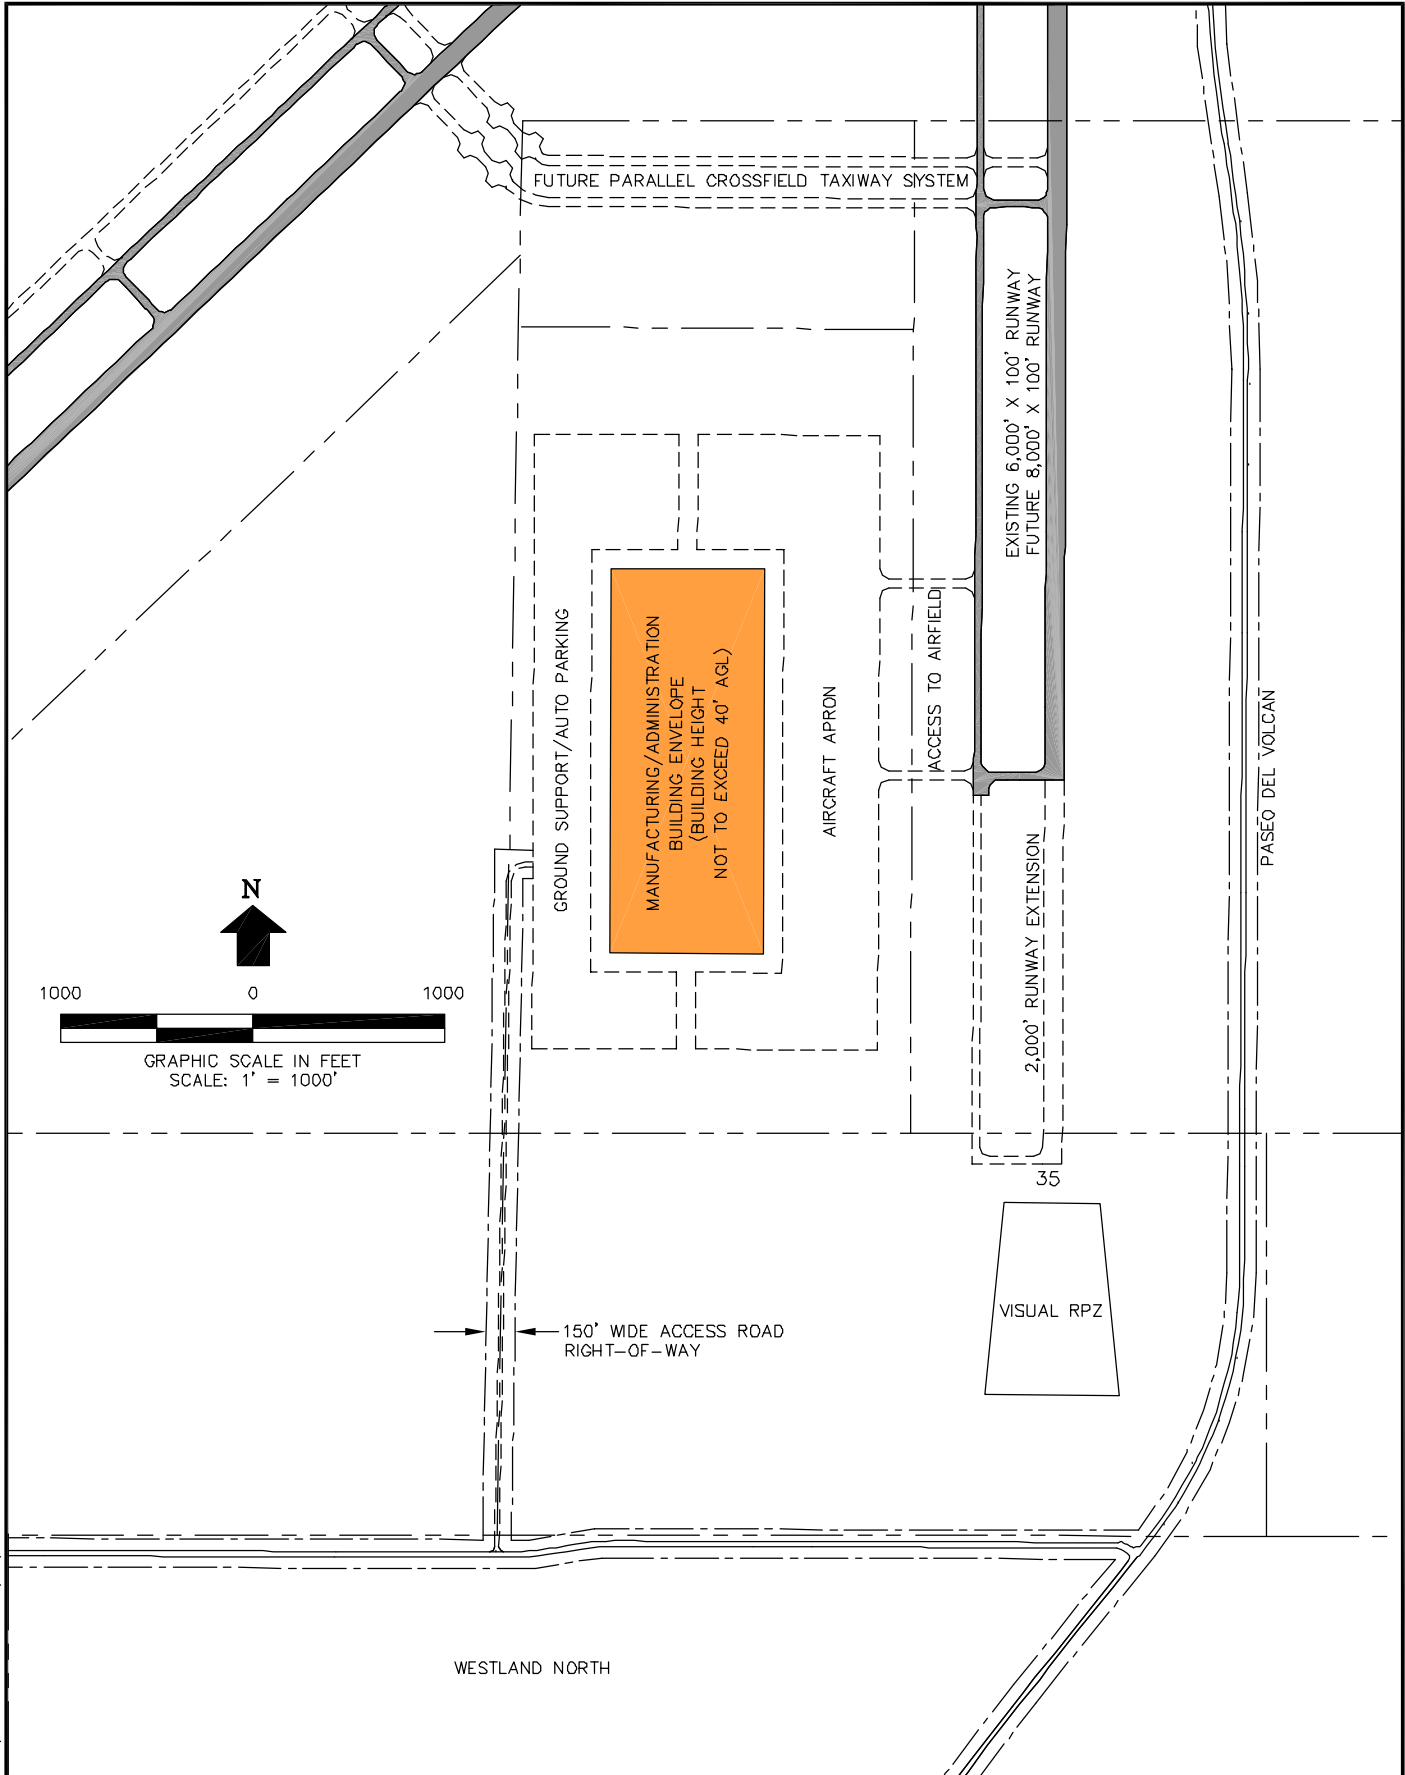 FUTURE PARALLEL CROSSFIELD TAXIWAY SYSTEM
EXISTING 6,000' X 100' RUNWAY
FUTURE 8,000' X 100' RUNWAY
GROUND SUPPORT/AUTO PARKING
MANUFACTURING/ADMINISTRATION
BUILDING ENVELOPE
(BUILDING HEIGHT
NOT TO EXCEED 40' AGL)
AIRCRAFT APRON
ACCESS TO AIRFIELD
PASEO DEL VOLCAN
2,000' RUNWAY EXTENSION
N
1000 0 1000
GRAPHIC SCALE IN FEET
SCALE: 1' = 1000'
35
VISUAL RPZ
150' WIDE ACCESS ROAD
RIGHT-OF-WAY
WESTLAND NORTH